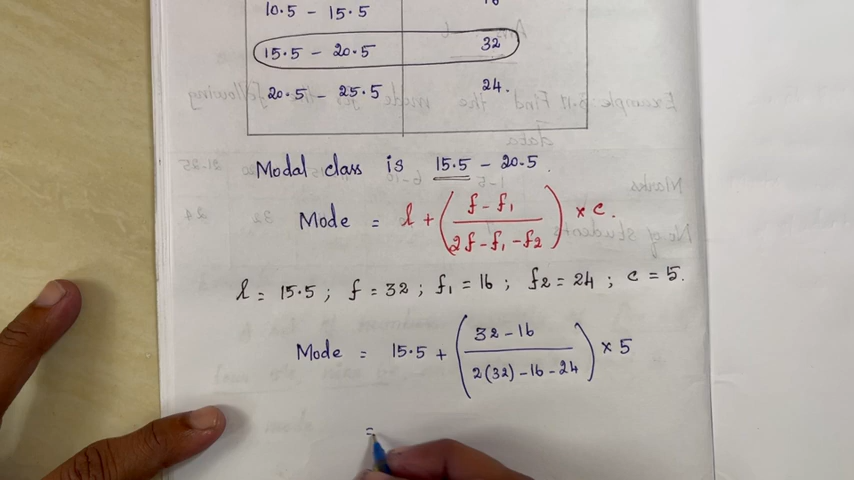 10.5 - 15.5 16
15.5 - 20.5 32
20.5 - 25.5 24.
Modal class is 15.5 - 20.5.
Mode = l + ( f - f₁ / 2f - f₁ - f₂ ) × c.
l = 15.5 ; f = 32 ; f₁ = 16 ; f₂ = 24 ; c = 5.
Mode = 15.5 + ( 32 - 16 / 2(32) - 16 - 24 ) × 5
=